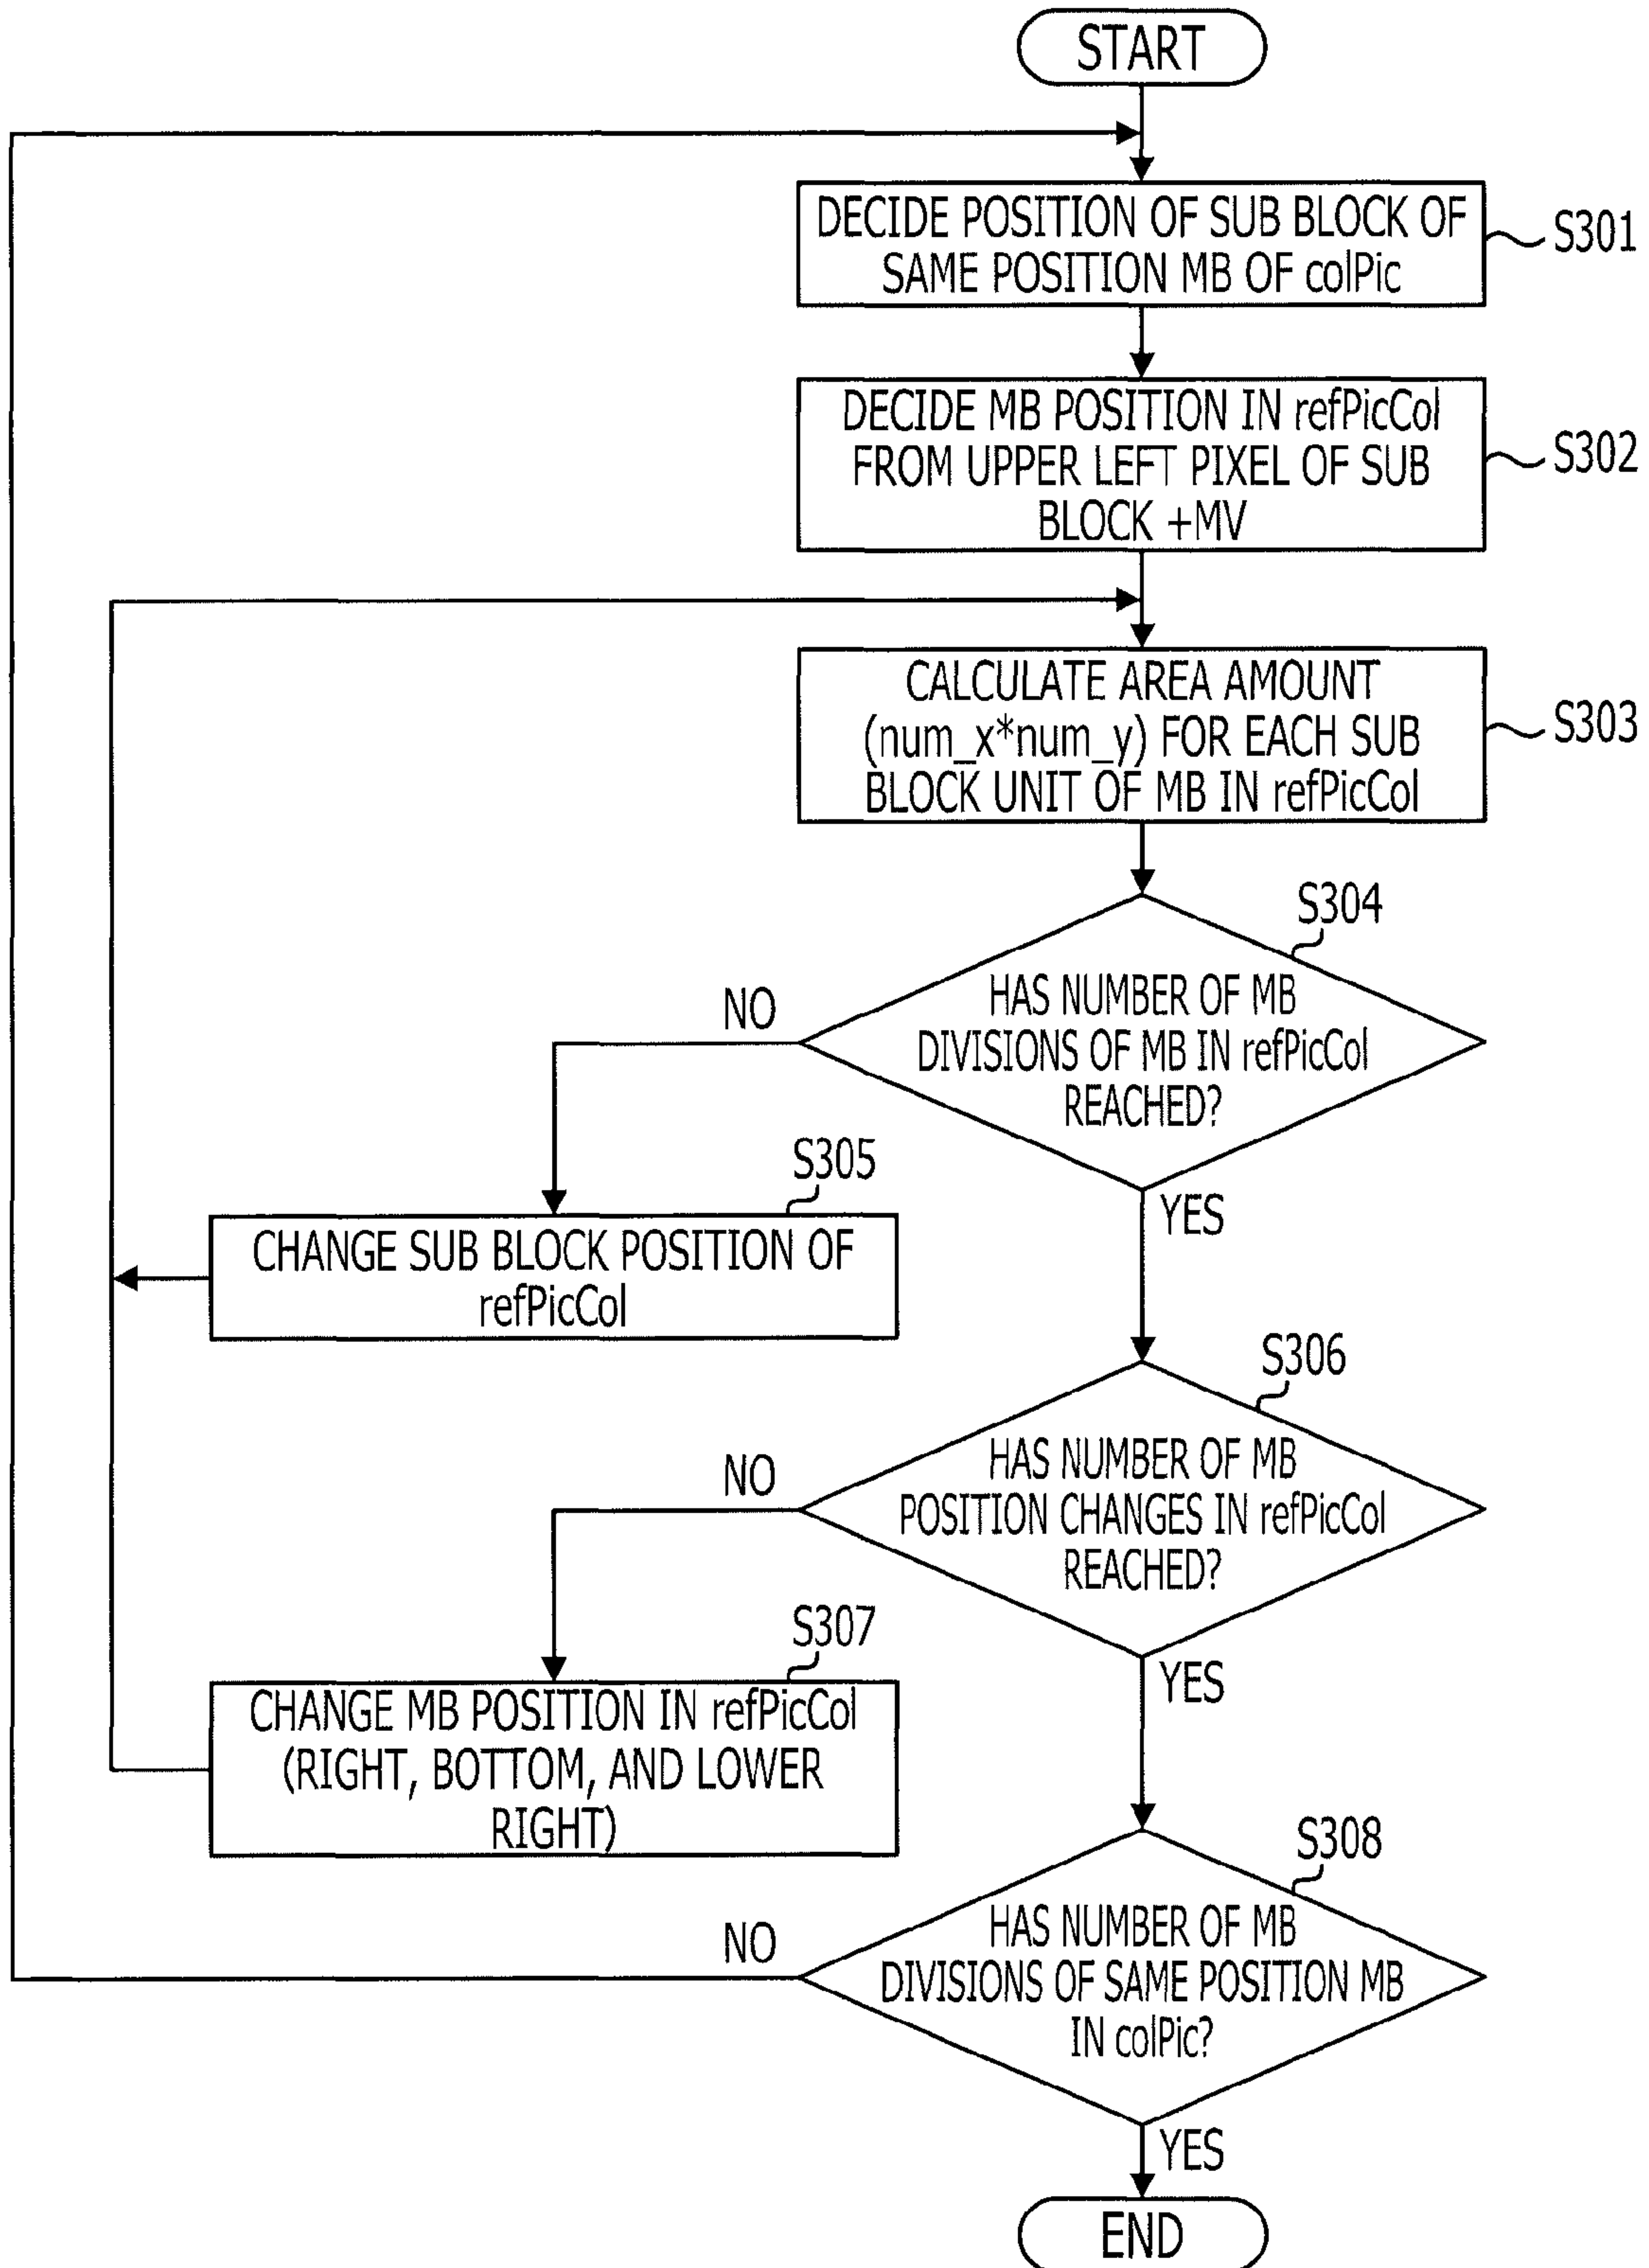 START
DECIDE POSITION OF SUB BLOCK OF
SAME POSITION MB OF colPic
S301
DECIDE MB POSITION IN refPicCol
FROM UPPER LEFT PIXEL OF SUB
BLOCK +MV
S302
CALCULATE AREA AMOUNT
(num_x*num_y) FOR EACH SUB
BLOCK UNIT OF MB IN refPicCol
S303
S304
HAS NUMBER OF MB
DIVISIONS OF MB IN refPicCol
REACHED?
NO
YES
S305
CHANGE SUB BLOCK POSITION OF
refPicCol
S306
HAS NUMBER OF MB
POSITION CHANGES IN refPicCol
REACHED?
NO
YES
S307
CHANGE MB POSITION IN refPicCol
(RIGHT, BOTTOM, AND LOWER
RIGHT)
S308
HAS NUMBER OF MB
DIVISIONS OF SAME POSITION MB
IN colPic?
NO
YES
END